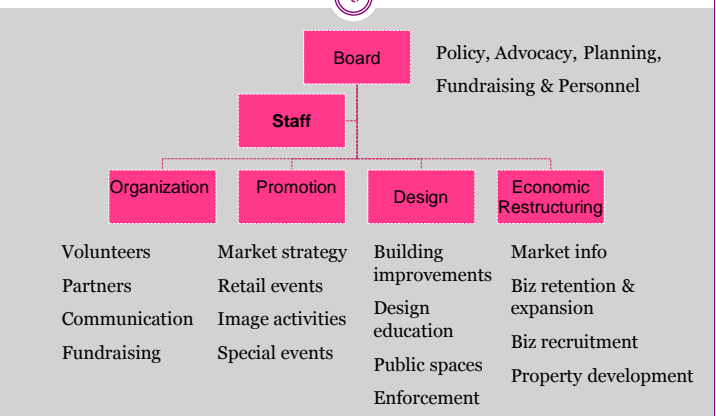 Board
Policy, Advocacy, Planning,
Fundraising & Personnel
Staff
Organization
Promotion
Design
Economic
Restructuring
Volunteers
Partners
Communication
Fundraising
Market strategy
Retail events
Image activities
Special events
Building
improvements
Design
education
Public spaces
Enforcement
Market info
Biz retention &
expansion
Biz recruitment
Property development